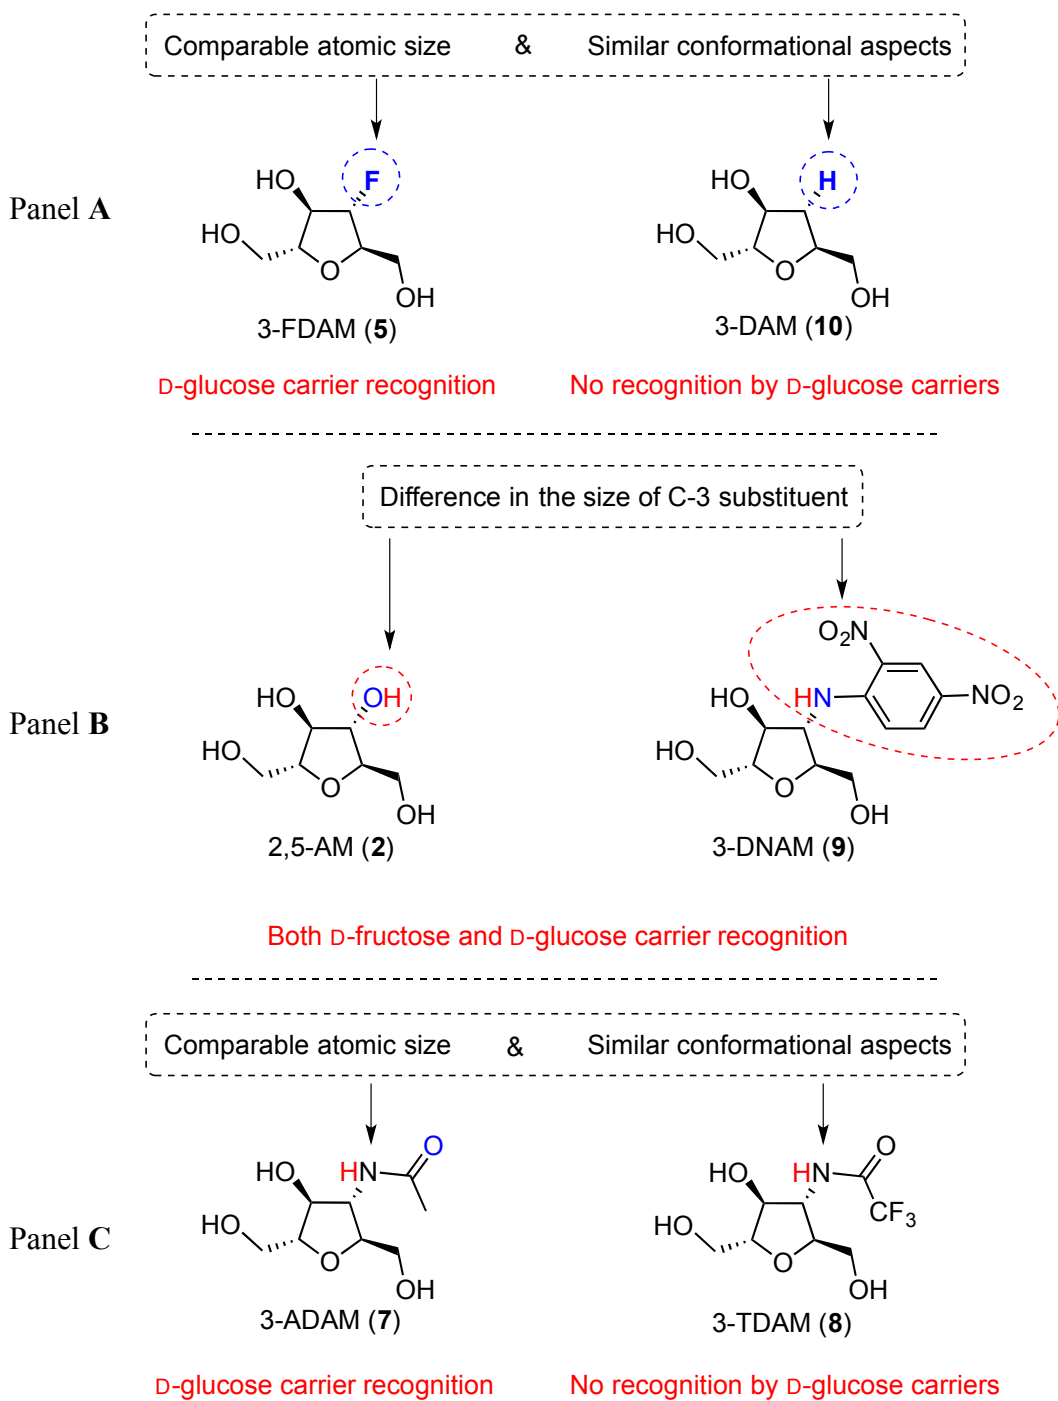 Comparable atomic size & Similar conformational aspects
Panel A
HO F
HO
O
OH
3-FDAM (5)
HO H
HO
O
OH
3-DAM (10)
D-glucose carrier recognition
No recognition by D-glucose carriers
Difference in the size of C-3 substituent
Panel B
HO OH
HO
O
OH
2,5-AM (2)
O2N
NO2
HO HN
HO
O
OH
3-DNAM (9)
Both D-fructose and D-glucose carrier recognition
Comparable atomic size & Similar conformational aspects
Panel C
O
HO HN
HO
O
OH
3-ADAM (7)
O
HO HN
CF3
HO
O
OH
3-TDAM (8)
D-glucose carrier recognition
No recognition by D-glucose carriers